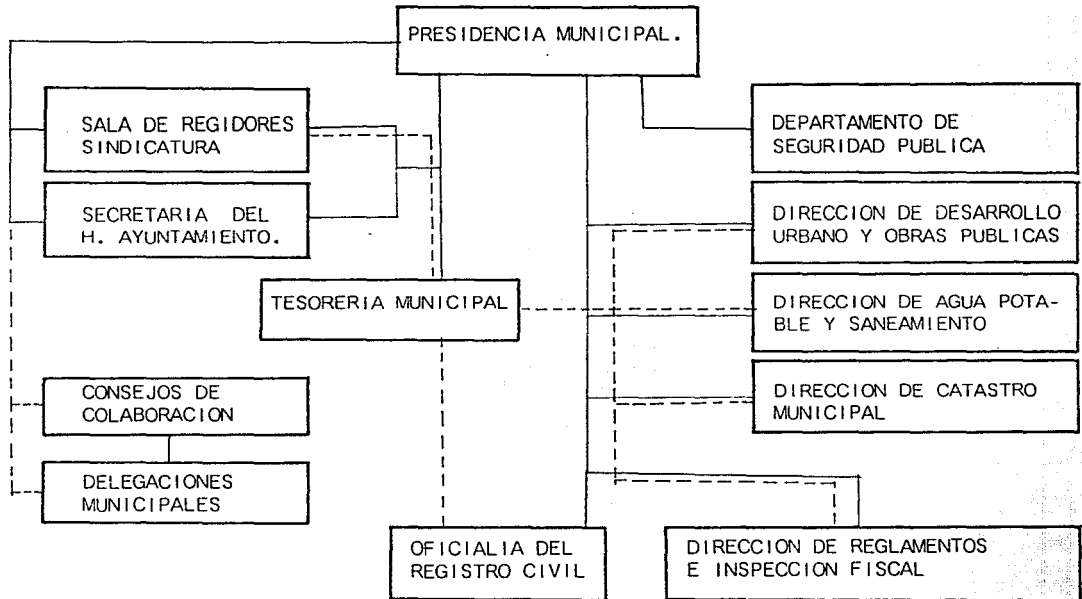 PRESIDENCIA MUNICIPAL.
SALA DE REGIDORES
SINDICATURA
SECRETARIA DEL
H. AYUNTAMIENTO.
TESORERIA MUNICIPAL
CONSEJOS DE
COLABORACION
DELEGACIONES
MUNICIPALES
OFICIALIA DEL
REGISTRO CIVIL
DEPARTAMENTO DE
SEGURIDAD PUBLICA
DIRECCION DE DESARROLLO
URBANO Y OBRAS PUBLICAS
DIRECCION DE AGUA POTA-
BLE Y SANEAMIENTO
DIRECCION DE CATASTRO
MUNICIPAL
DIRECCION DE REGLAMENTOS
E INSPECCION FISCAL